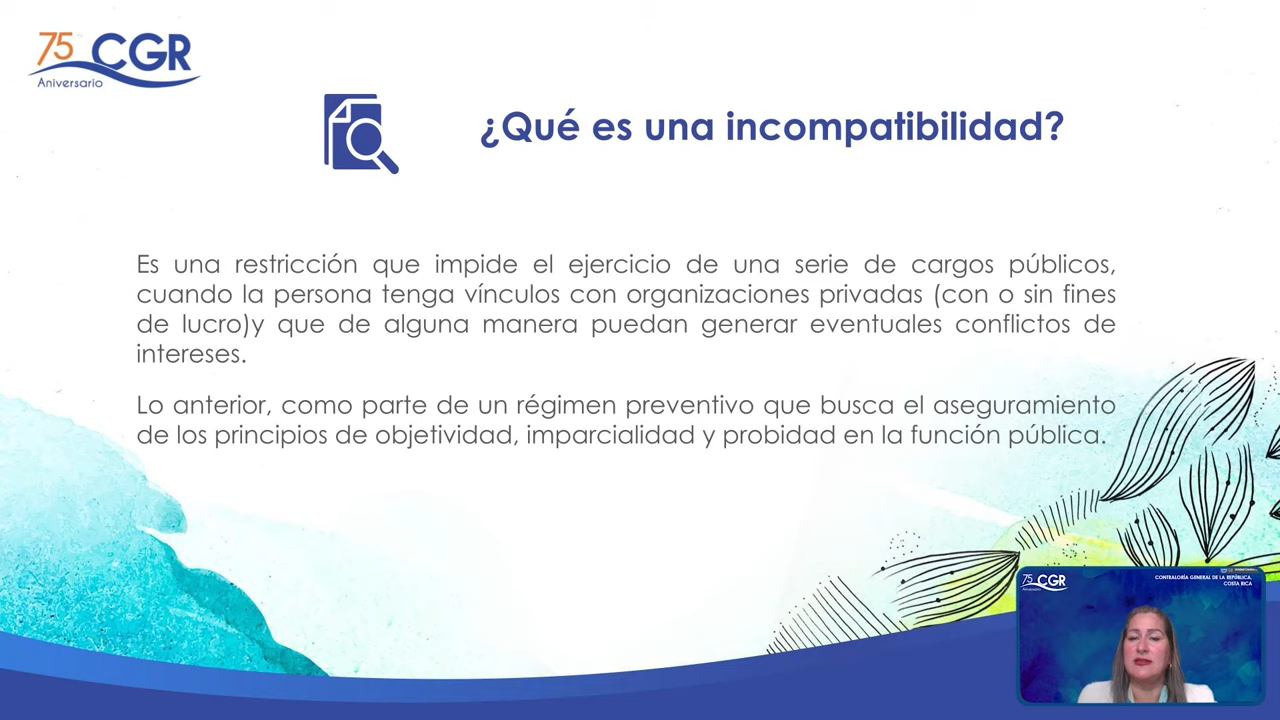 75 CGR
Aniversario
¿Qué es una incompatibilidad?
Es una restricción que impide el ejercicio de una serie de cargos públicos,
cuando la persona tenga vínculos con organizaciones privadas (con o sin fines
de lucro)y que de alguna manera puedan generar eventuales conflictos de
intereses.
Lo anterior, como parte de un régimen preventivo que busca el aseguramiento
de los principios de objetividad, imparcialidad y probidad en la función pública.
75 CGR
Aniversario
CONTRALORÍA GENERAL DE LA REPÚBLICA,
COSTA RICA